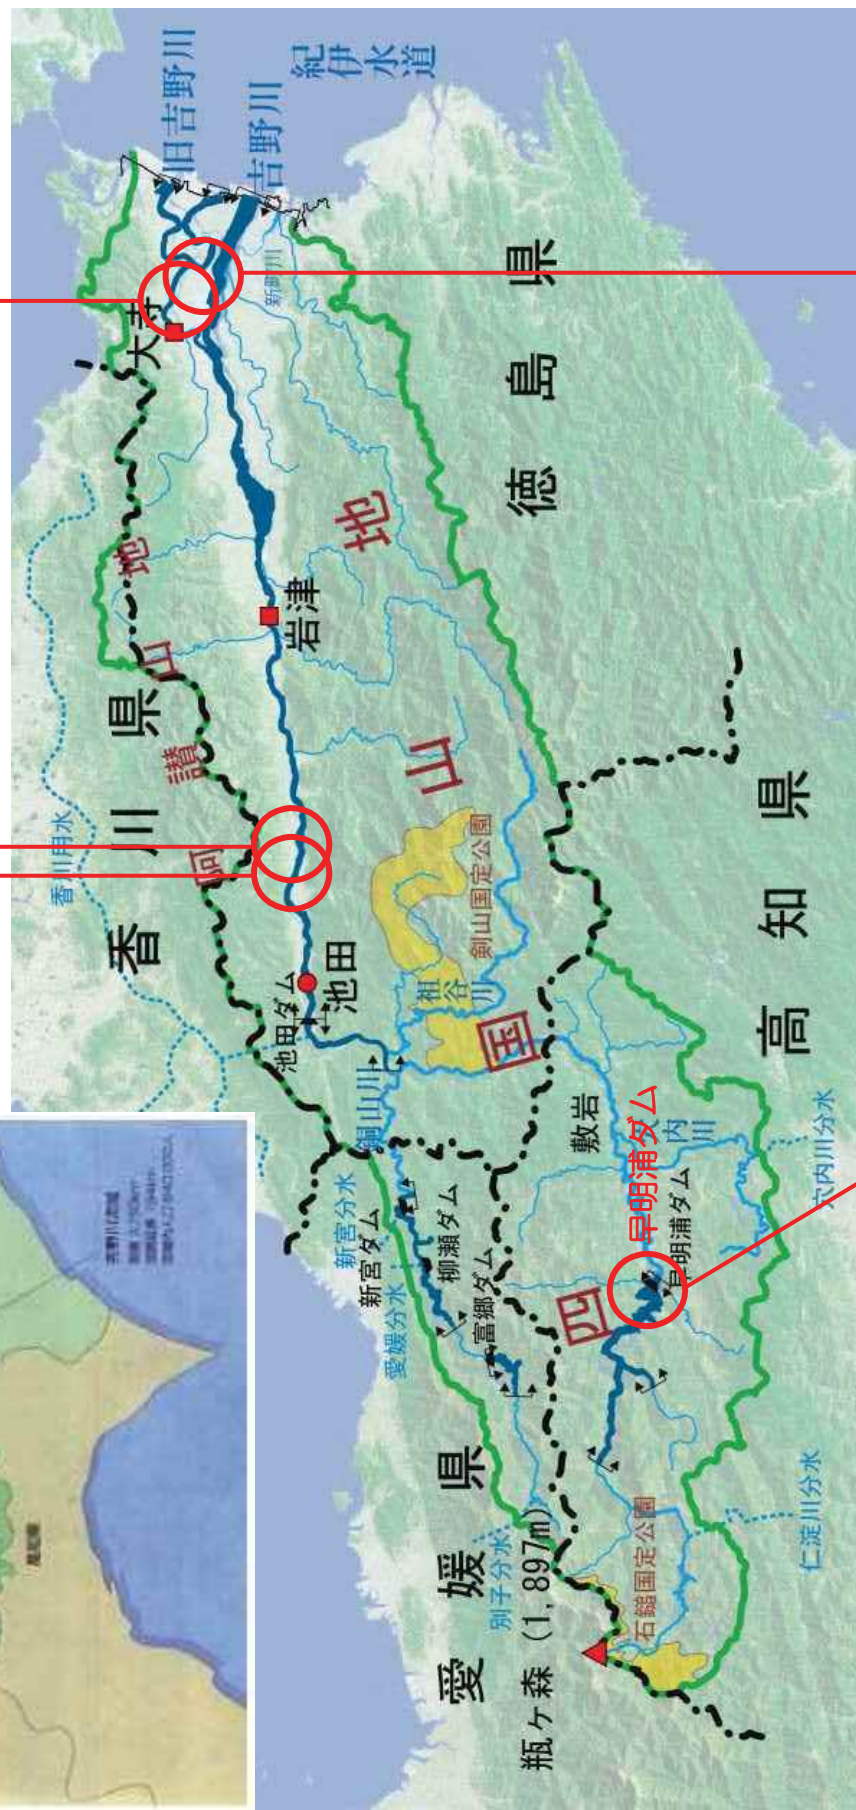 紀伊水道
旧吉野川
吉野川
新町川
大寺
徳島県
阿讃山地
岩津
香川県
香川用水
四国山地
剣山国定公園
祖谷川
池田
池田ダム
銅山川
敷岩
内川
穴内川分水
高知県
早明浦ダム
早明浦ダム
新宮分水
新宮ダム
柳瀬ダム
愛媛分水
富郷ダム
愛媛県
別子分水
瓶ヶ森 (1,897m)
石鎚国定公園
仁淀川分水
高知県